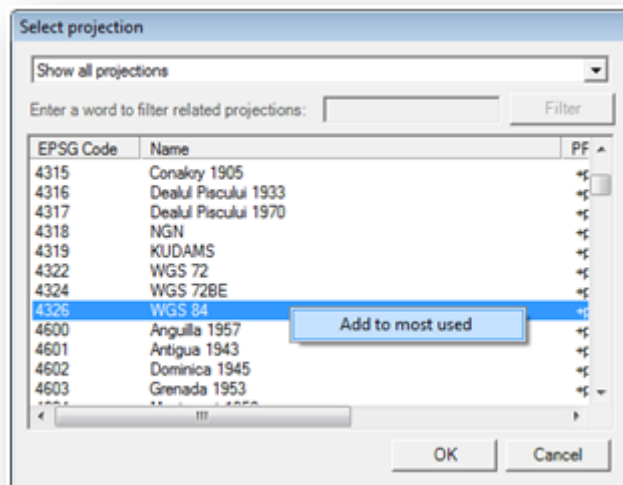 Select projection
Show all projections
Enter a word to filter related projections: Filter
EPSG Code Name
4315 Conakry 1905
4316 Dealul Piscului 1933
4317 Dealul Piscului 1970
4318 NGN
4319 KUDAMS
4322 WGS 72
4324 WGS 72BE
4326 WGS 84
Add to most used
4600 Anguilla 1957
4601 Antigua 1943
4602 Dominica 1945
4603 Grenada 1953
OK Cancel